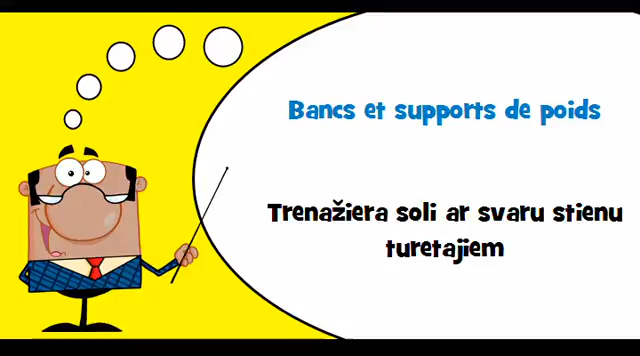 Bancs et supports de poids
Trenažiera soli ar svaru stienu
turetajiem